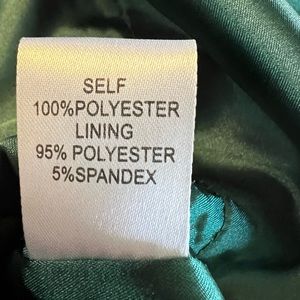 SELF
100%POLYESTER
LINING
95% POLYESTER
5%SPANDEX